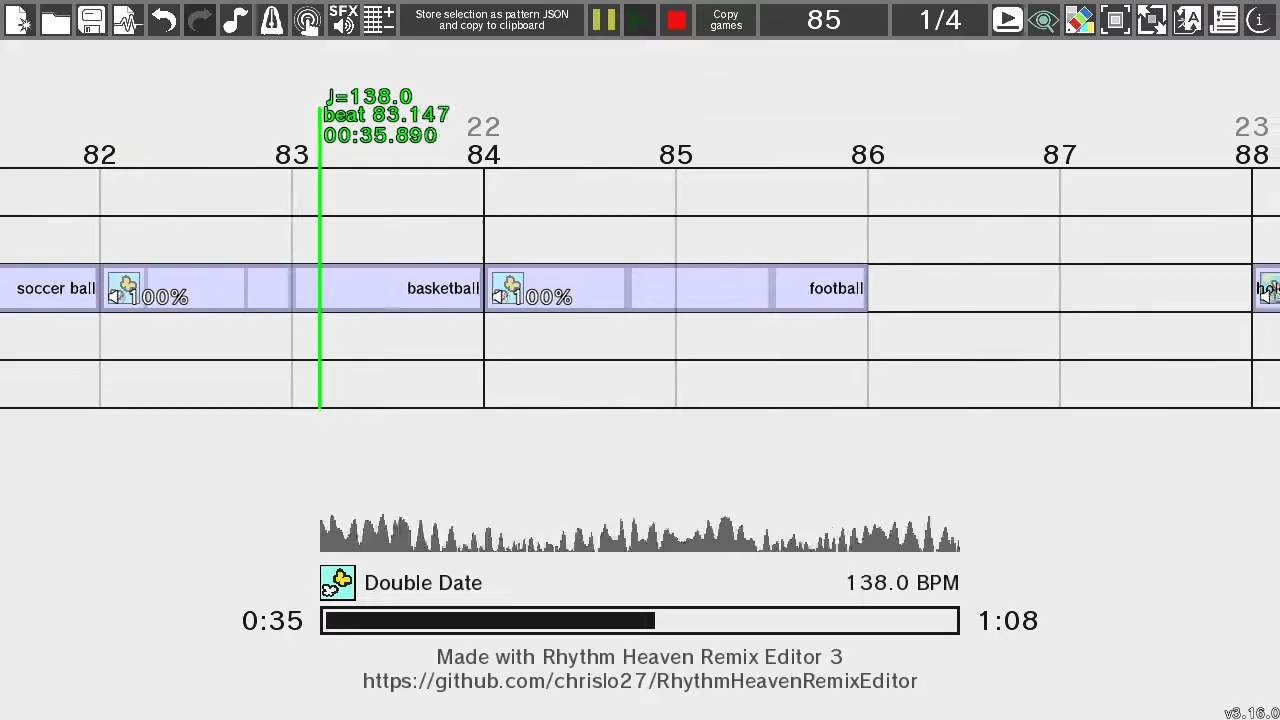 SFX
Store selection as pattern JSON
and copy to clipboard
Copy
games
85
1/4
♩=138.0
beat 83.147
00:35.890
22
23
82
83
84
85
86
87
88
soccer ball
100%
basketball
100%
football
Double Date
138.0 BPM
0:35
1:08
Made with Rhythm Heaven Remix Editor 3
https://github.com/chrislo27/RhythmHeavenRemixEditor
v3.16.0